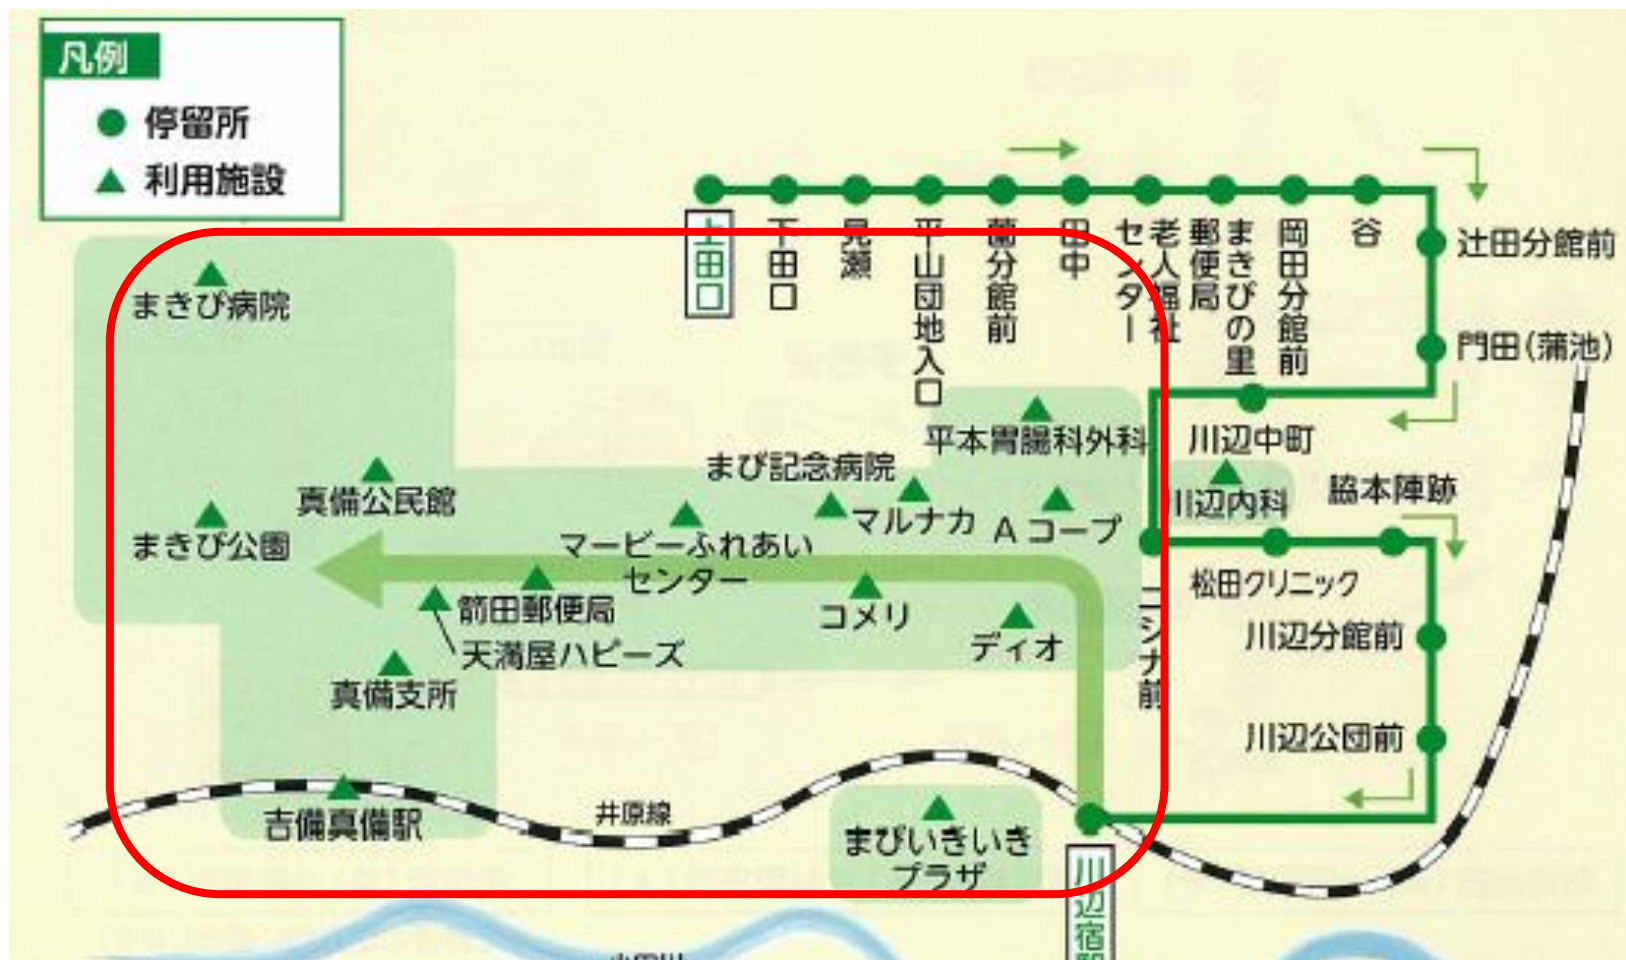 凡例
停留所
利用施設
上田口
下田口
見瀬
平山団地入口
薗分館前
田中
老人福祉
センター
まきびの里
郵便局
岡田分館前
谷
辻田分館前
門田(蒲池)
川辺中町
川辺内科
脇本陣跡
松田クリニック
ニシナ前
川辺分館前
川辺公団前
まきび病院
平本胃腸科外科
まび記念病院
真備公民館
マルナカ
Aコープ
まきび公園
マービーふれあい
センター
箭田郵便局
コメリ
天満屋ハピーズ
ディオ
真備支所
井原線
吉備真備駅
まびいきいき
プラザ
川辺宿駅
小田川